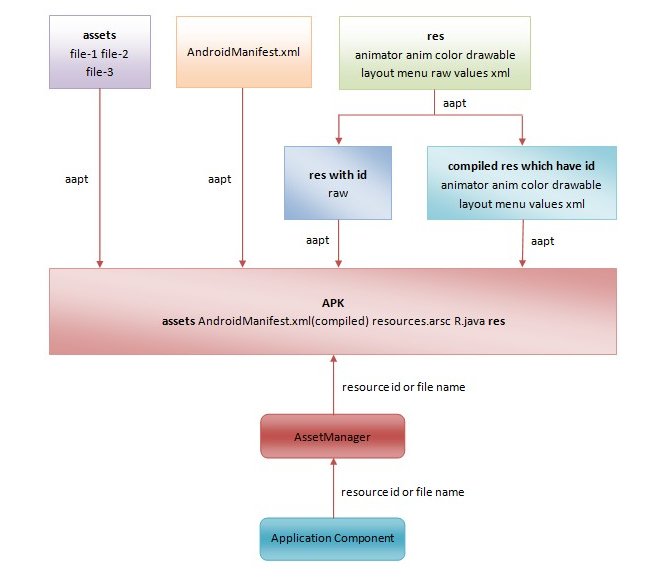 assets
file-1 file-2
file-3
AndroidManifest.xml
res
animator anim color drawable
layout menu raw values xml
aapt
res with id
raw
compiled res which have id
animator anim color drawable
layout menu values xml
aapt
aapt
aapt
aapt
APK
assets AndroidManifest.xml(compiled) resources.arsc R.java res
resource id or file name
AssetManager
resource id or file name
Application Component